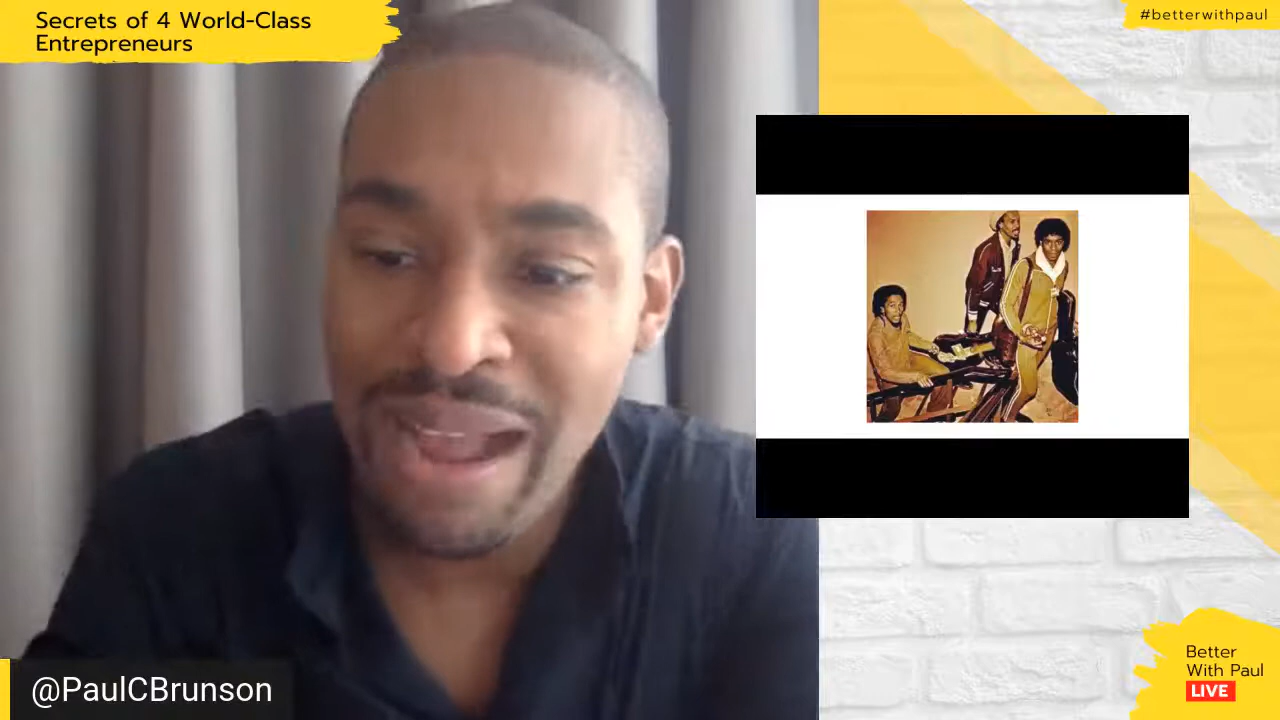 Secrets of 4 World-Class
Entrepreneurs
#betterwithpaul
@PaulCBrunson
Better
With Paul
LIVE